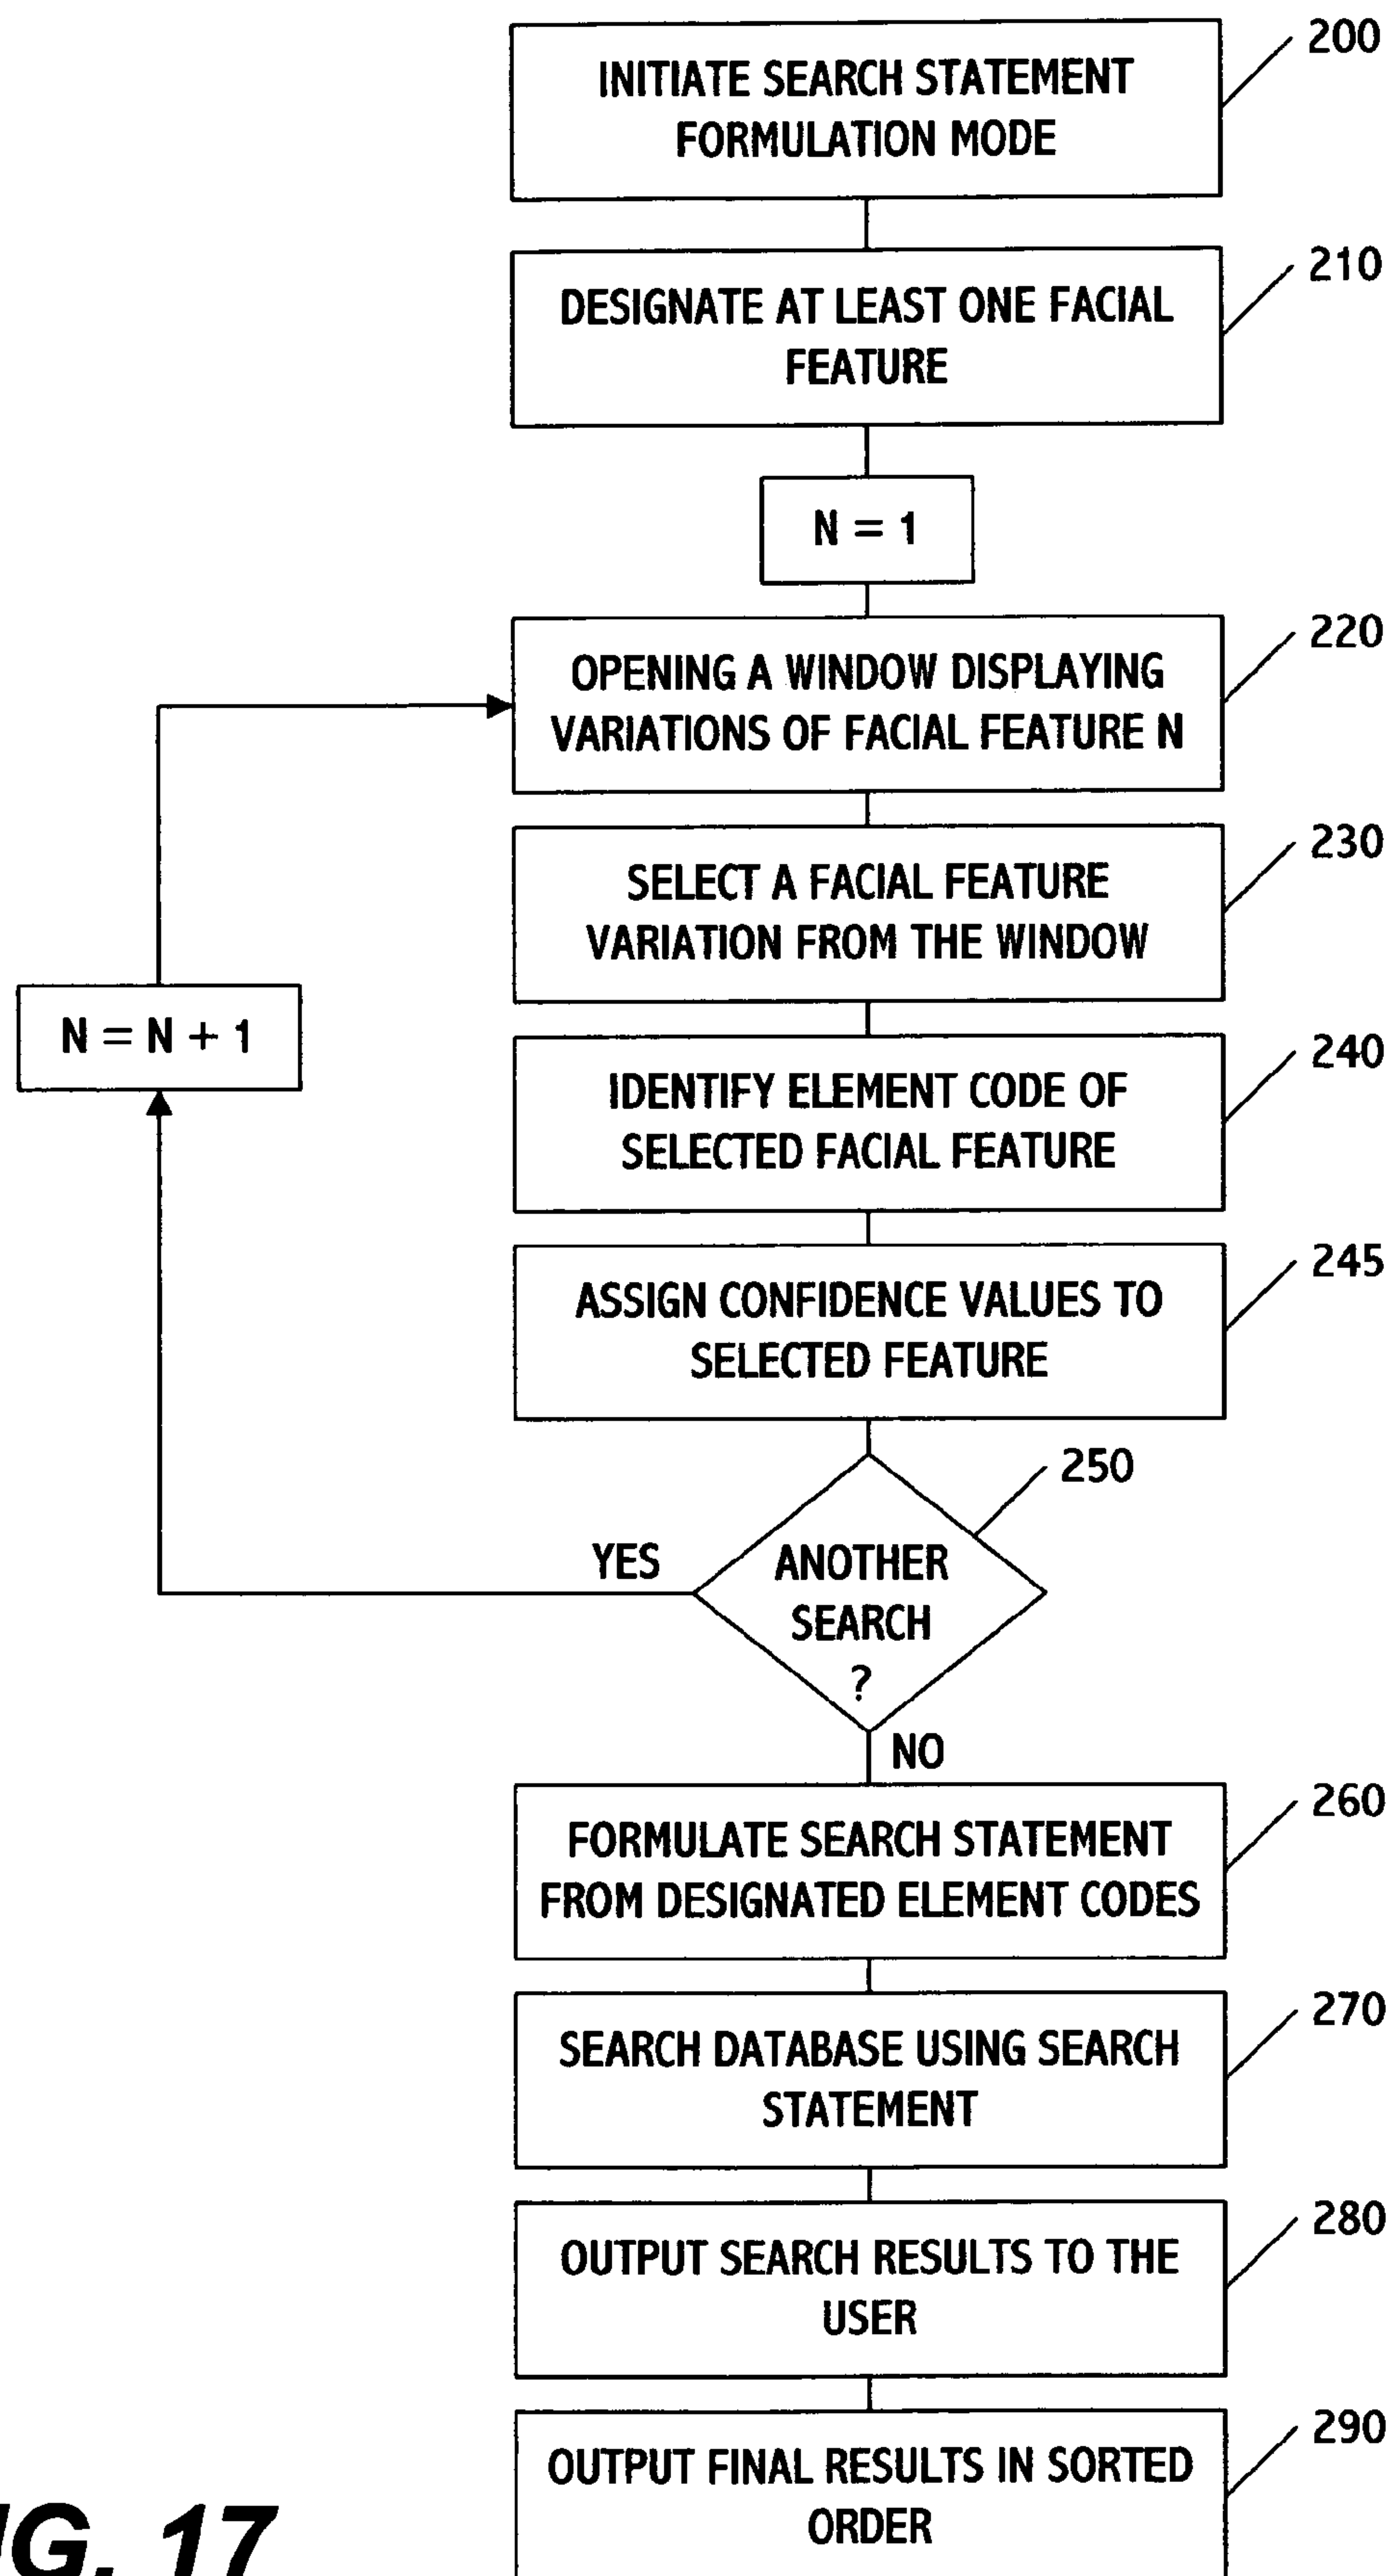 200
INITIATE SEARCH STATEMENT
FORMULATION MODE
210
DESIGNATE AT LEAST ONE FACIAL
FEATURE
N = 1
220
OPENING A WINDOW DISPLAYING
VARIATIONS OF FACIAL FEATURE N
230
SELECT A FACIAL FEATURE
VARIATION FROM THE WINDOW
N = N + 1
240
IDENTIFY ELEMENT CODE OF
SELECTED FACIAL FEATURE
245
ASSIGN CONFIDENCE VALUES TO
SELECTED FEATURE
250
YES
ANOTHER
SEARCH
?
NO
260
FORMULATE SEARCH STATEMENT
FROM DESIGNATED ELEMENT CODES
270
SEARCH DATABASE USING SEARCH
STATEMENT
280
OUTPUT SEARCH RESULTS TO THE
USER
290
OUTPUT FINAL RESULTS IN SORTED
ORDER
IG. 17